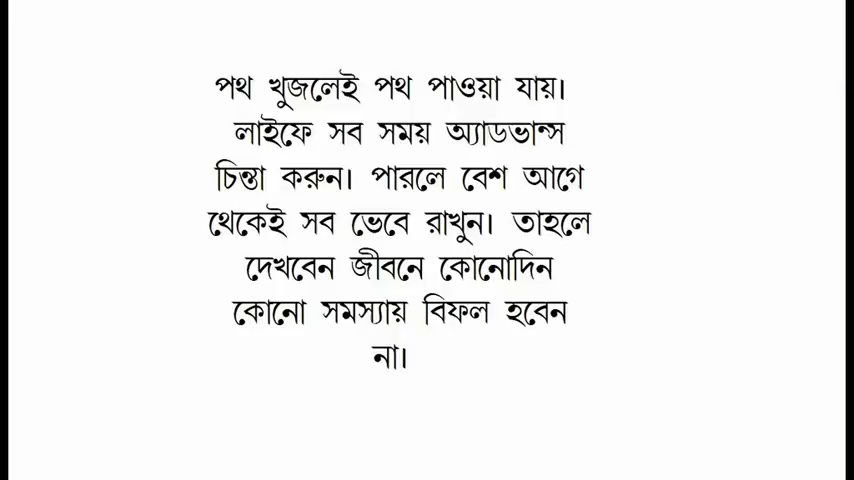 পথ খুজলেই পথ পাওয়া যায়।
লাইফে সব সময় অ্যাডভান্স
চিন্তা করুন। পারলে বেশ আগে
থেকেই সব ভেবে রাখুন। তাহলে
দেখবেন জীবনে কোনোদিন
কোনো সমস্যায় বিফল হবেন
না।